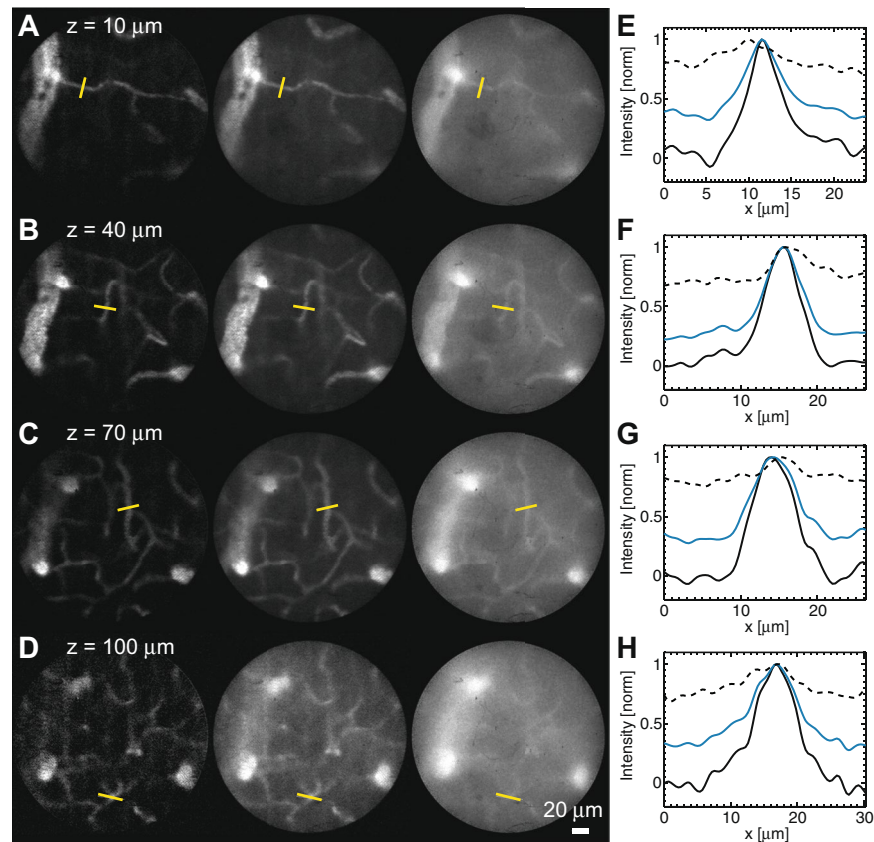 A z = 10 μm
B z = 40 μm
C z = 70 μm
D z = 100 μm
20 μm
E
1
0.5
0
Intensity [norm]
0 5 10 15 20
x [μm]
F
1
0.5
0
Intensity [norm]
0 10 20
x [μm]
G
1
0.5
0
Intensity [norm]
0 10 20
x [μm]
H
1
0.5
0
Intensity [norm]
0 10 20 30
x [μm]